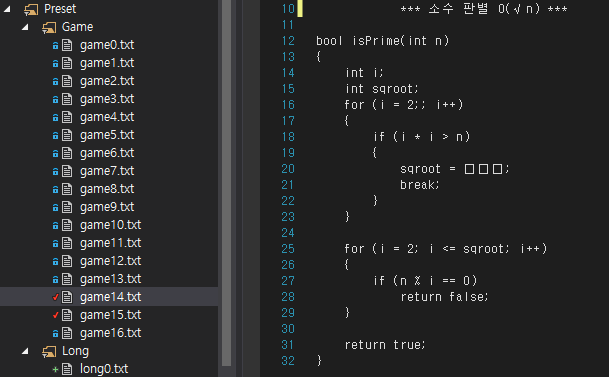 Preset
Game
game0.txt
game1.txt
game2.txt
game3.txt
game4.txt
game5.txt
game6.txt
game7.txt
game8.txt
game9.txt
game10.txt
game11.txt
game12.txt
game13.txt
game14.txt
game15.txt
game16.txt
Long
long0.txt
10 *** 소수 판별 O(√n) ***
11
12 bool isPrime(int n)
13 {
14 int i;
15 int sqroot;
16 for (i = 2;; i++)
17 {
18 if (i * i > n)
19 {
20 sqroot = □□□;
21 break;
22 }
23 }
24
25 for (i = 2; i <= sqroot; i++)
26 {
27 if (n % i == 0)
28 return false;
29 }
30
31 return true;
32 }